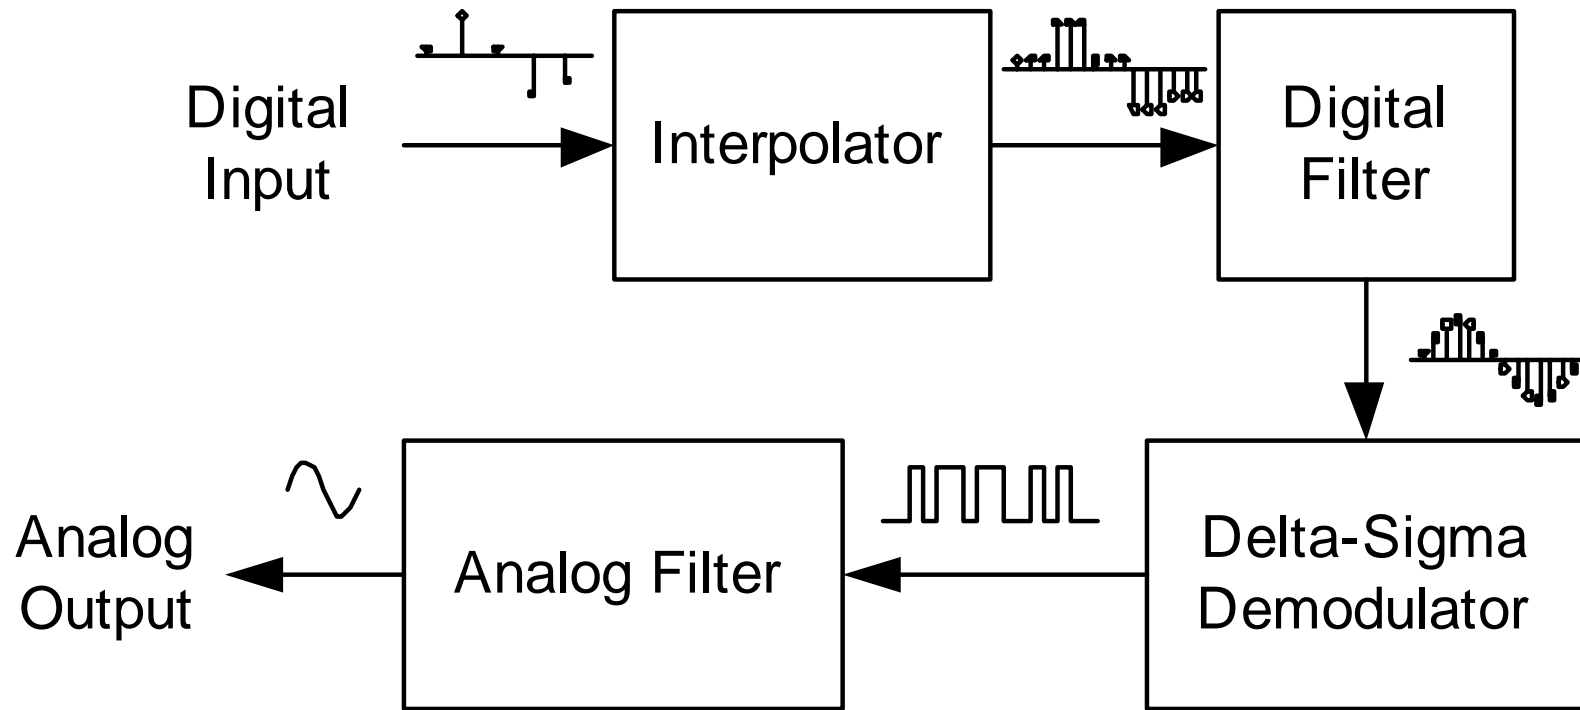 Digital
Input
Interpolator
Digital
Filter
Delta-Sigma
Demodulator
Analog Filter
Analog
Output